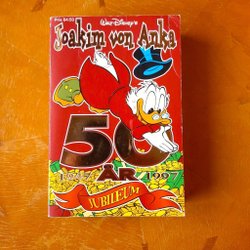 Walt Disney's
Joakim von Anka
50
1947 ÅR 1997
JUBILEUM